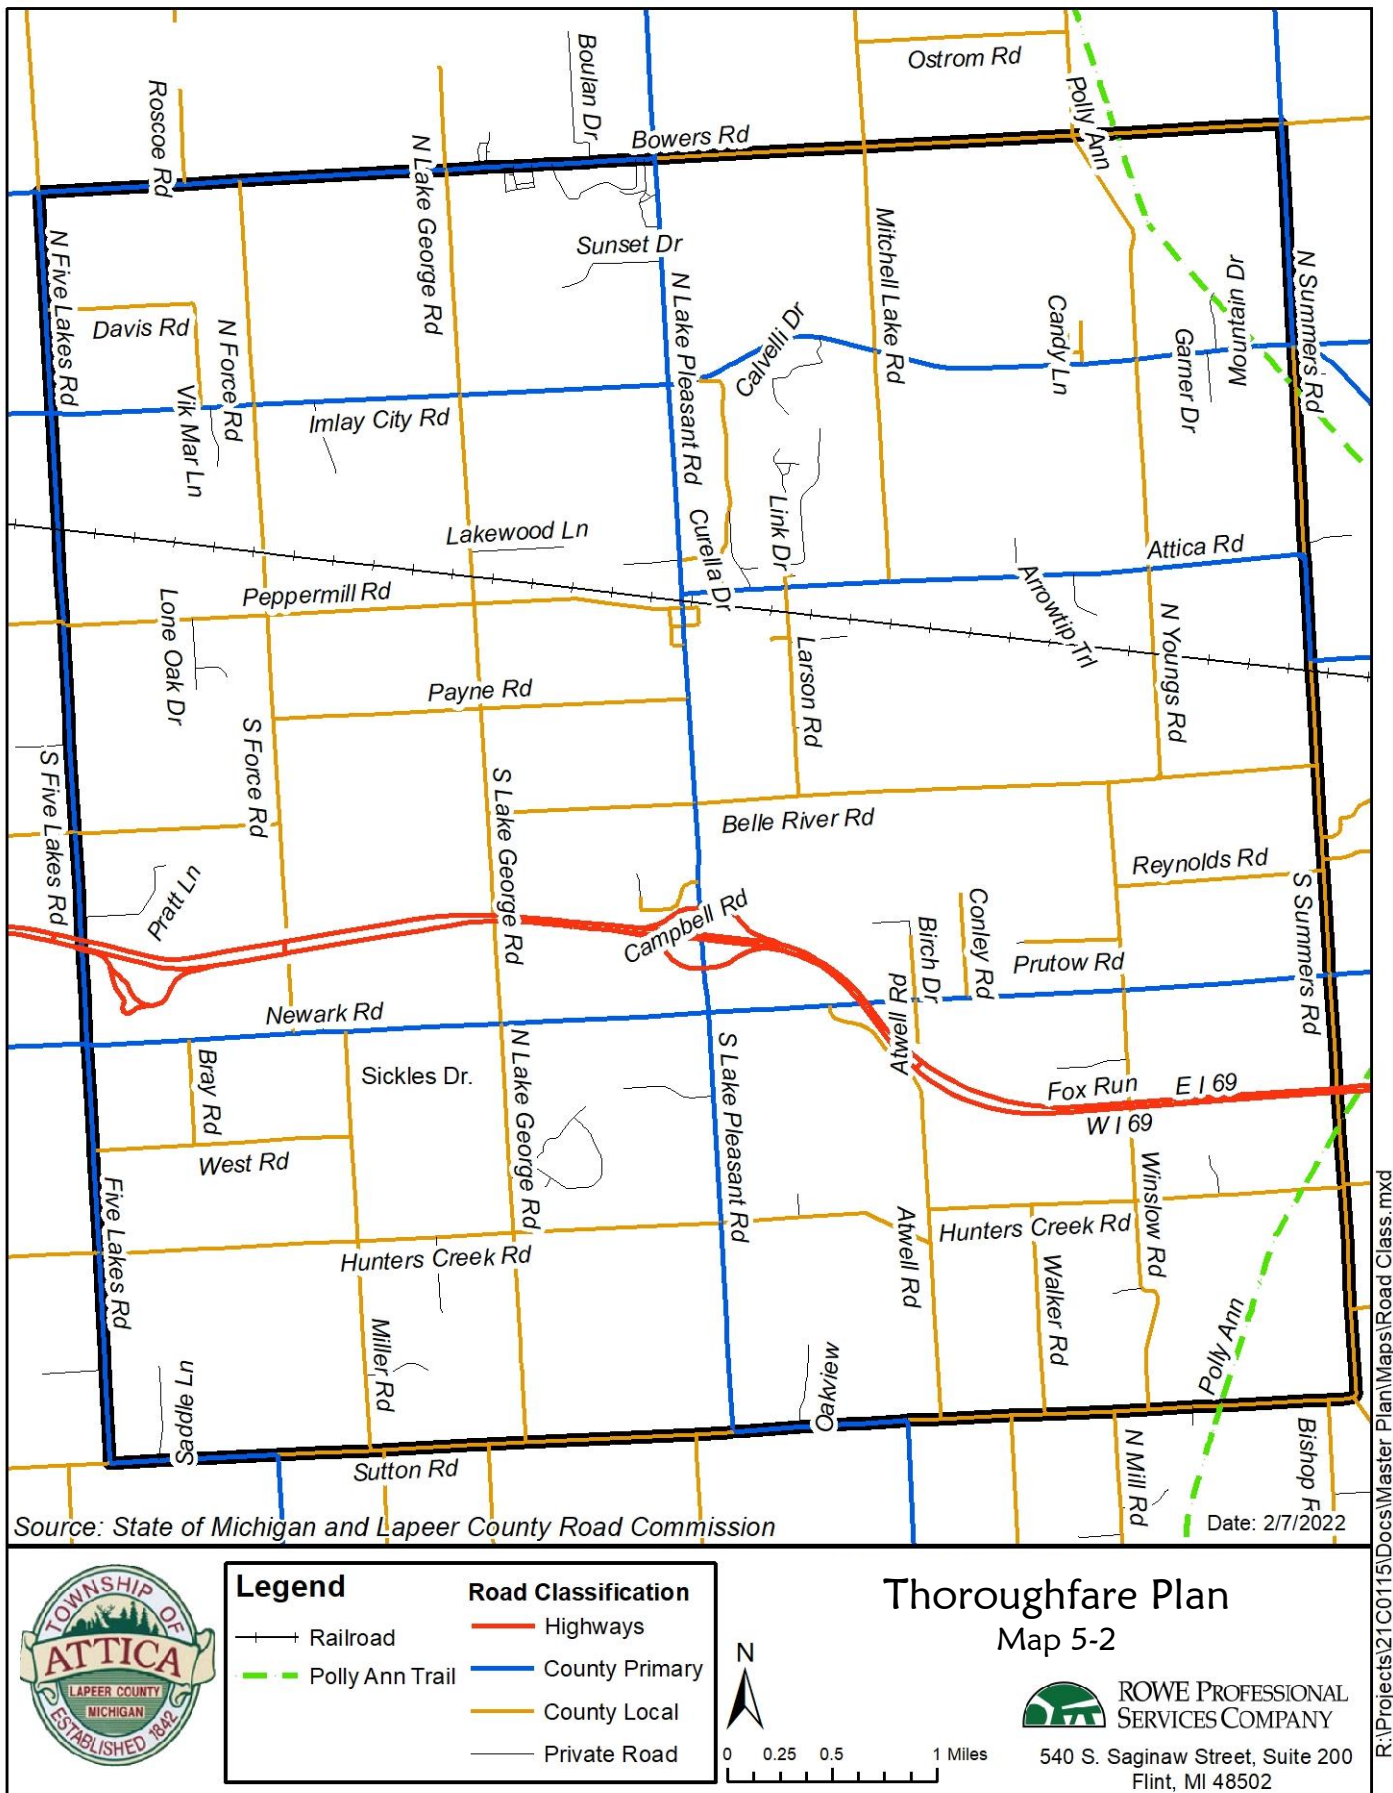 Ostrom Rd
Boulan Dr
Roscoe Rd
Polly Ann
Bowers Rd
N Lake George Rd
Sunset Dr
Mitchell Lake Rd
N Five Lakes Rd
N Summers Rd
Mountain Dr
N Lake Pleasant Rd
Davis Rd
N Force Rd
Calvelli Dr
Candy Ln
Garner Dr
Vik Mar Ln
Imlay City Rd
Link Dr
Curella Dr
Lakewood Ln
Attica Rd
Arrowtip Trl
Peppermill Rd
Lone Oak Dr
N Youngs Rd
Larson Rd
Payne Rd
S Force Rd
S Five Lakes Rd
S Lake George Rd
Belle River Rd
Reynolds Rd
Pratt Ln
S Summers Rd
Campbell Rd
Conley Rd
Birch Dr
Prutow Rd
Atwell Rd
Newark Rd
Bray Rd
Sickles Dr.
N Lake George Rd
S Lake Pleasant Rd
Fox Run
E I 69
W I 69
West Rd
Winslow Rd
Five Lakes Rd
Atwell Rd
Hunters Creek Rd
Hunters Creek Rd
Walker Rd
Polly Ann
Miller Rd
Oakview
Saddle Ln
Sutton Rd
N Mill Rd
Bishop R
Source: State of Michigan and Lapeer County Road Commission
Date: 2/7/2022
R:\Projects\21C0115\Docs\Master Plan\Maps\Road Class.mxd
TOWNSHIP OF
ATTICA
LAPEER COUNTY
MICHIGAN
ESTABLISHED 1842
Legend
Railroad
Polly Ann Trail
Road Classification
Highways
County Primary
County Local
Private Road
N
0 0.25 0.5 1 Miles
Thoroughfare Plan
Map 5-2
ROWE PROFESSIONAL
SERVICES COMPANY
540 S. Saginaw Street, Suite 200
Flint, MI 48502